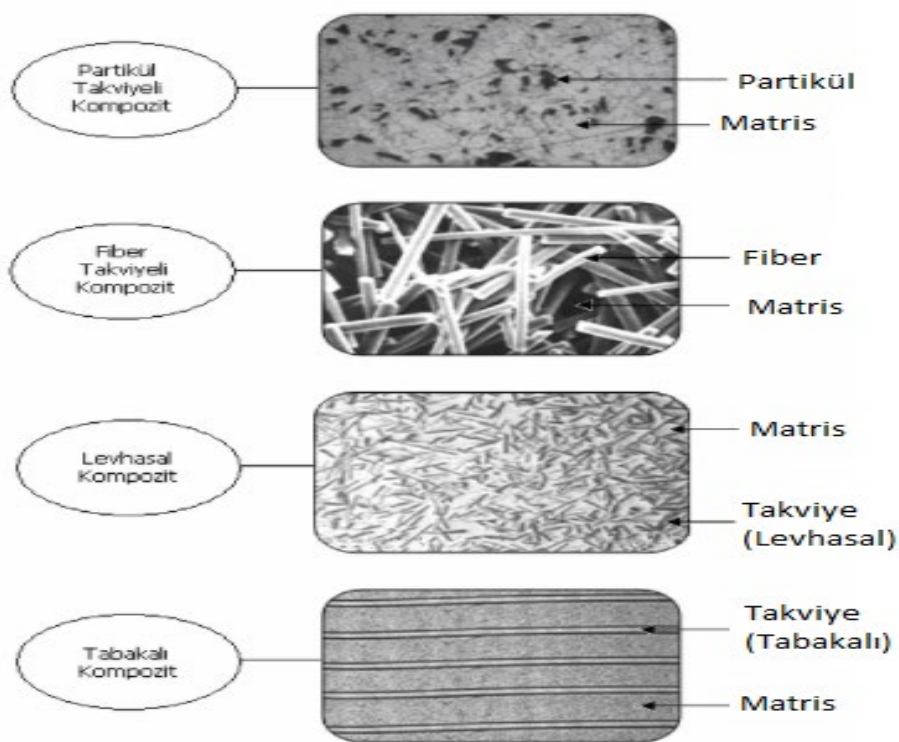 Partikül
Takviyeli
Kompozit
Partikül
Matris
Fiber
Takviyeli
Kompozit
Fiber
Matris
Levhasal
Kompozit
Matris
Takviye
(Levhasal)
Tabakalı
Kompozit
Takviye
(Tabakalı)
Matris